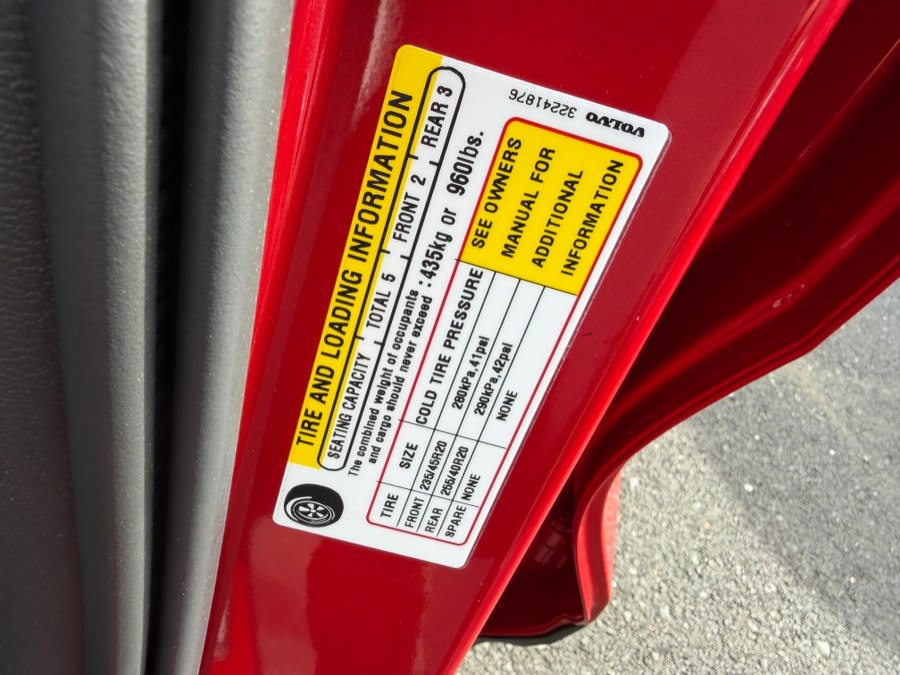 VOLVO 32241876
TIRE AND LOADING INFORMATION
SEATING CAPACITY TOTAL 5 FRONT 2 REAR 3
The combined weight of occupants
and cargo should never exceed : 435kg or 960lbs.
TIRE SIZE COLD TIRE PRESSURE
FRONT 235/45R20 280kPa,41psi
REAR 255/40R20 290kPa,42psi
SPARE NONE NONE
SEE OWNERS
MANUAL FOR
ADDITIONAL
INFORMATION